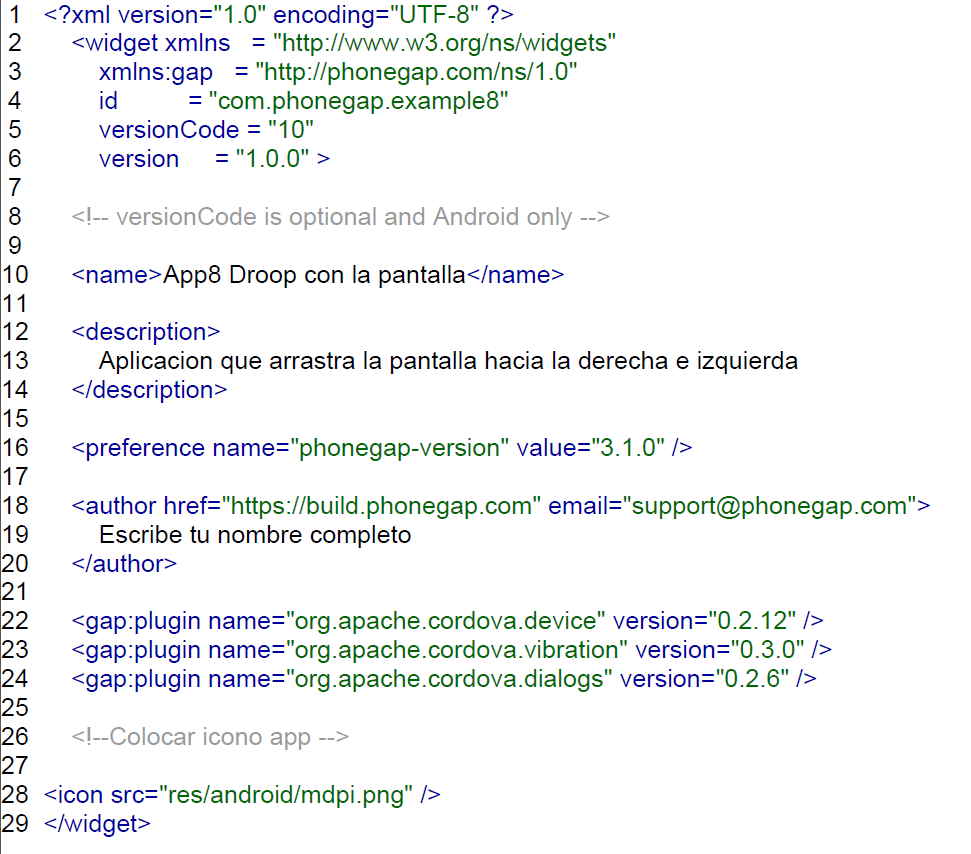 1 <?xml version="1.0" encoding="UTF-8" ?>
2 <widget xmlns = "http://www.w3.org/ns/widgets"
3 xmlns:gap = "http://phonegap.com/ns/1.0"
4 id = "com.phonegap.example8"
5 versionCode = "10"
6 version = "1.0.0" >
7
8 <!-- versionCode is optional and Android only -->
9
10 <name>App8 Droop con la pantalla</name>
11
12 <description>
13 Aplicacion que arrastra la pantalla hacia la derecha e izquierda
14 </description>
15
16 <preference name="phonegap-version" value="3.1.0" />
17
18 <author href="https://build.phonegap.com" email="support@phonegap.com">
19 Escribe tu nombre completo
20 </author>
21
22 <gap:plugin name="org.apache.cordova.device" version="0.2.12" />
23 <gap:plugin name="org.apache.cordova.vibration" version="0.3.0" />
24 <gap:plugin name="org.apache.cordova.dialogs" version="0.2.6" />
25
26 <!--Colocar icono app -->
27
28 <icon src="res/android/mdpi.png" />
29 </widget>